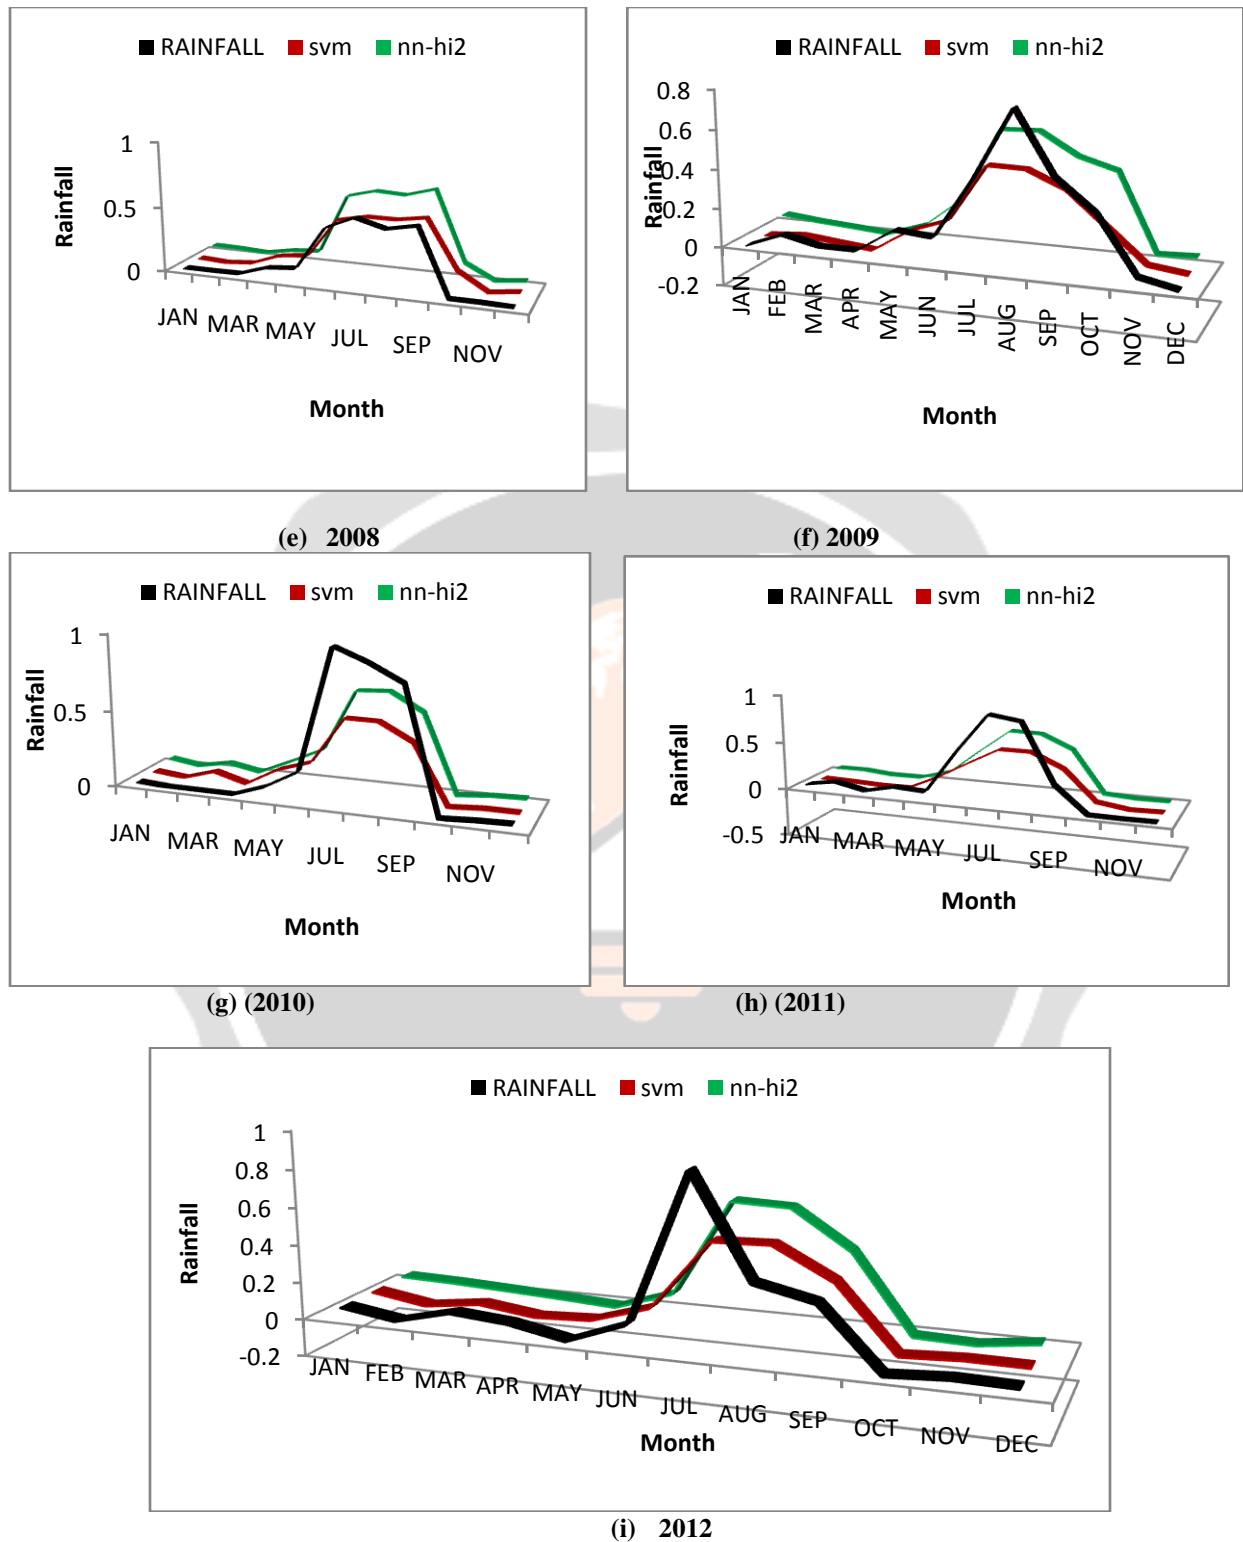 RAINFALL svm nn-hi2
1
0.5
0
Rainfall
JAN MAR MAY JUL SEP NOV
Month
(e) 2008
RAINFALL svm nn-hi2
0.8
0.6
0.4
0.2
0
-0.2
Rainfall
JAN FEB MAR APR MAY JUN JUL AUG SEP OCT NOV DEC
Month
(f) 2009
RAINFALL svm nn-hi2
1
0.5
0
Rainfall
JAN MAR MAY JUL SEP NOV
Month
(g) (2010)
RAINFALL svm nn-hi2
1
0.5
0
-0.5
Rainfall
JAN MAR MAY JUL SEP NOV
Month
(h) (2011)
RAINFALL svm nn-hi2
1
0.8
0.6
0.4
0.2
0
-0.2
Rainfall
JAN FEB MAR APR MAY JUN JUL AUG SEP OCT NOV DEC
Month
(i) 2012